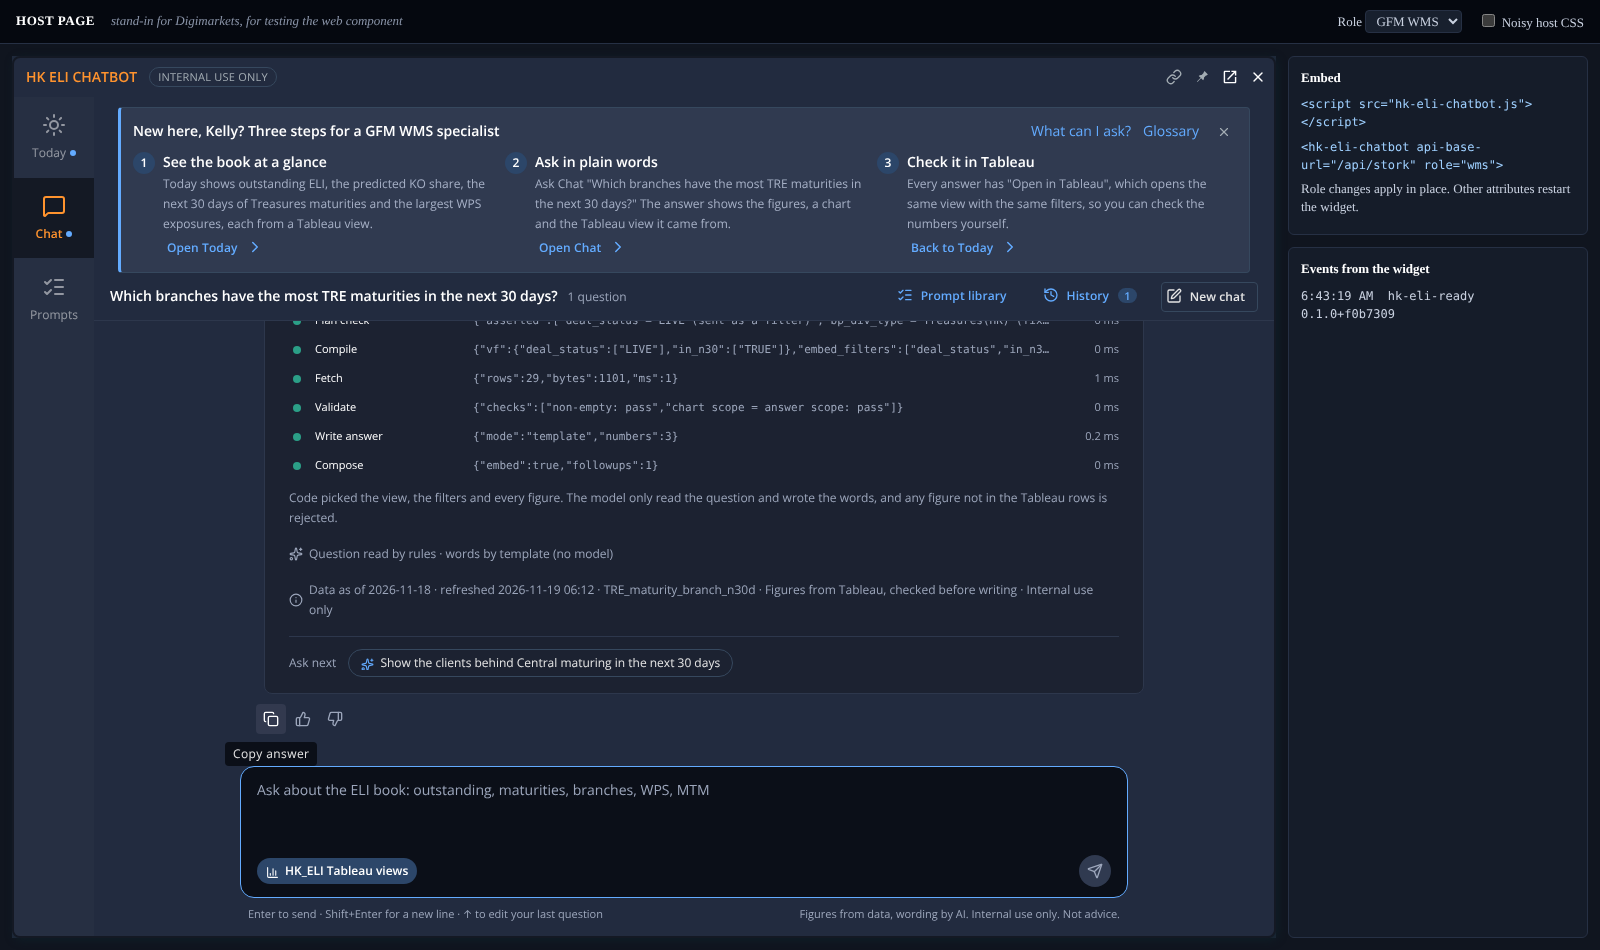 HOST PAGE stand-in for Digimarkets, for testing the web component
Role GFM WMS Noisy host CSS
HK ELI CHATBOT INTERNAL USE ONLY
Today
Chat
Prompts
New here, Kelly? Three steps for a GFM WMS specialist
What can I ask? Glossary
1 See the book at a glance
Today shows outstanding ELI, the predicted KO share, the
next 30 days of Treasures maturities and the largest WPS
exposures, each from a Tableau view.
Open Today
2 Ask in plain words
Ask Chat "Which branches have the most TRE maturities in
the next 30 days?" The answer shows the figures, a chart
and the Tableau view it came from.
Open Chat
3 Check it in Tableau
Every answer has "Open in Tableau", which opens the
same view with the same filters, so you can check the
numbers yourself.
Back to Today
Which branches have the most TRE maturities in the next 30 days? 1 question
Prompt library
History 1
New chat
Plan check {"asserted":["deal_status = LIVE (sent as a filter)","bp_div_type = Treasures(HK) (fix… 0 ms
Compile {"vf":{"deal_status":["LIVE"],"in_n30":["TRUE"]},"embed_filters":["deal_status","in_n3… 0 ms
Fetch {"rows":29,"bytes":1101,"ms":1} 1 ms
Validate {"checks":["non-empty: pass","chart scope = answer scope: pass"]} 0 ms
Write answer {"mode":"template","numbers":3} 0.2 ms
Compose {"embed":true,"followups":1} 0 ms
Code picked the view, the filters and every figure. The model only read the question and wrote the words, and any figure not in the Tableau rows is
rejected.
Question read by rules · words by template (no model)
Data as of 2026-11-18 · refreshed 2026-11-19 06:12 · TRE_maturity_branch_n30d · Figures from Tableau, checked before writing · Internal use
only
Ask next Show the clients behind Central maturing in the next 30 days
Copy answer
Ask about the ELI book: outstanding, maturities, branches, WPS, MTM
HK_ELI Tableau views
Enter to send · Shift+Enter for a new line · ↑ to edit your last question
Figures from data, wording by AI. Internal use only. Not advice.
Embed
<script src="hk-eli-chatbot.js">
</script>
<hk-eli-chatbot api-base-
url="/api/stork" role="wms">
Role changes apply in place. Other attributes restart
the widget.
Events from the widget
6:43:19 AM hk-eli-ready
0.1.0+f0b7309